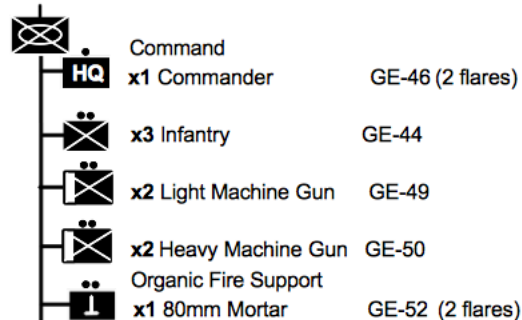 Command
HQ x1 Commander GE-46 (2 flares)
x3 Infantry GE-44
x2 Light Machine Gun GE-49
x2 Heavy Machine Gun GE-50
Organic Fire Support
x1 80mm Mortar GE-52 (2 flares)